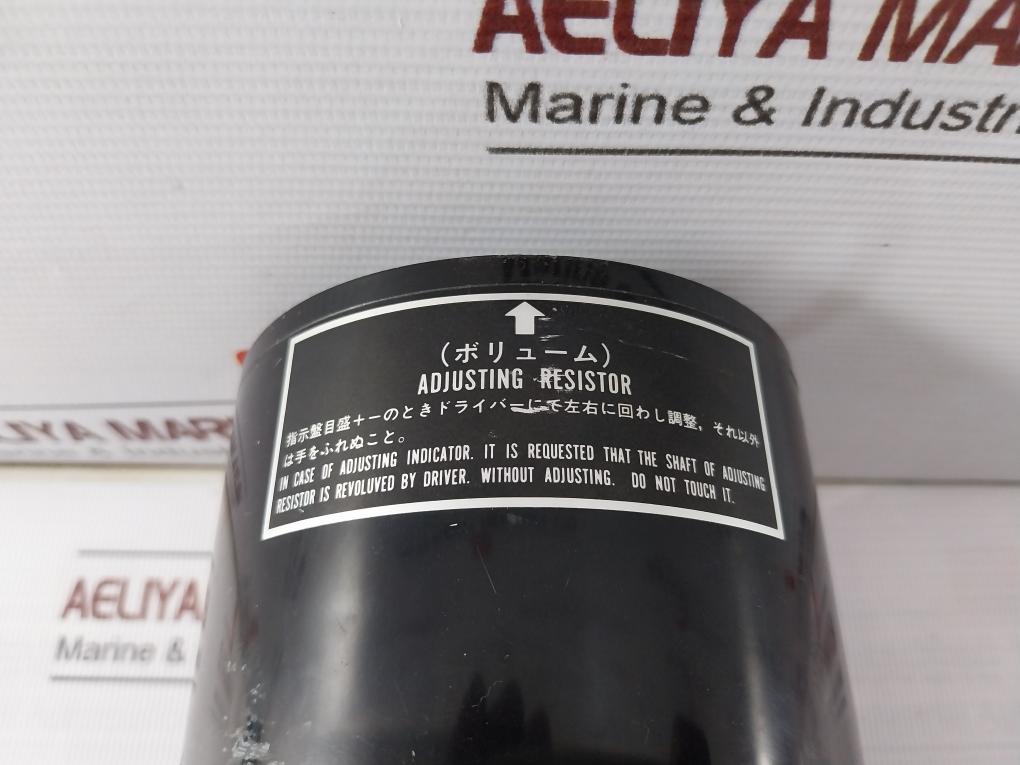 AELIYA MA
Marine & Industr
(ボリューム)
ADJUSTING RESISTOR
指示盤目盛+−のときドライバーにて左右に回わし調整，それ以外
は手をふれぬこと。
IN CASE OF ADJUSTING INDICATOR. IT IS REQUESTED THAT THE SHAFT OF ADJUSTING
RESISTOR IS REVOLUVED BY DRIVER. WITHOUT ADJUSTING. DO NOT TOUCH IT.
LIYA MAR
AELIYA
Marine &